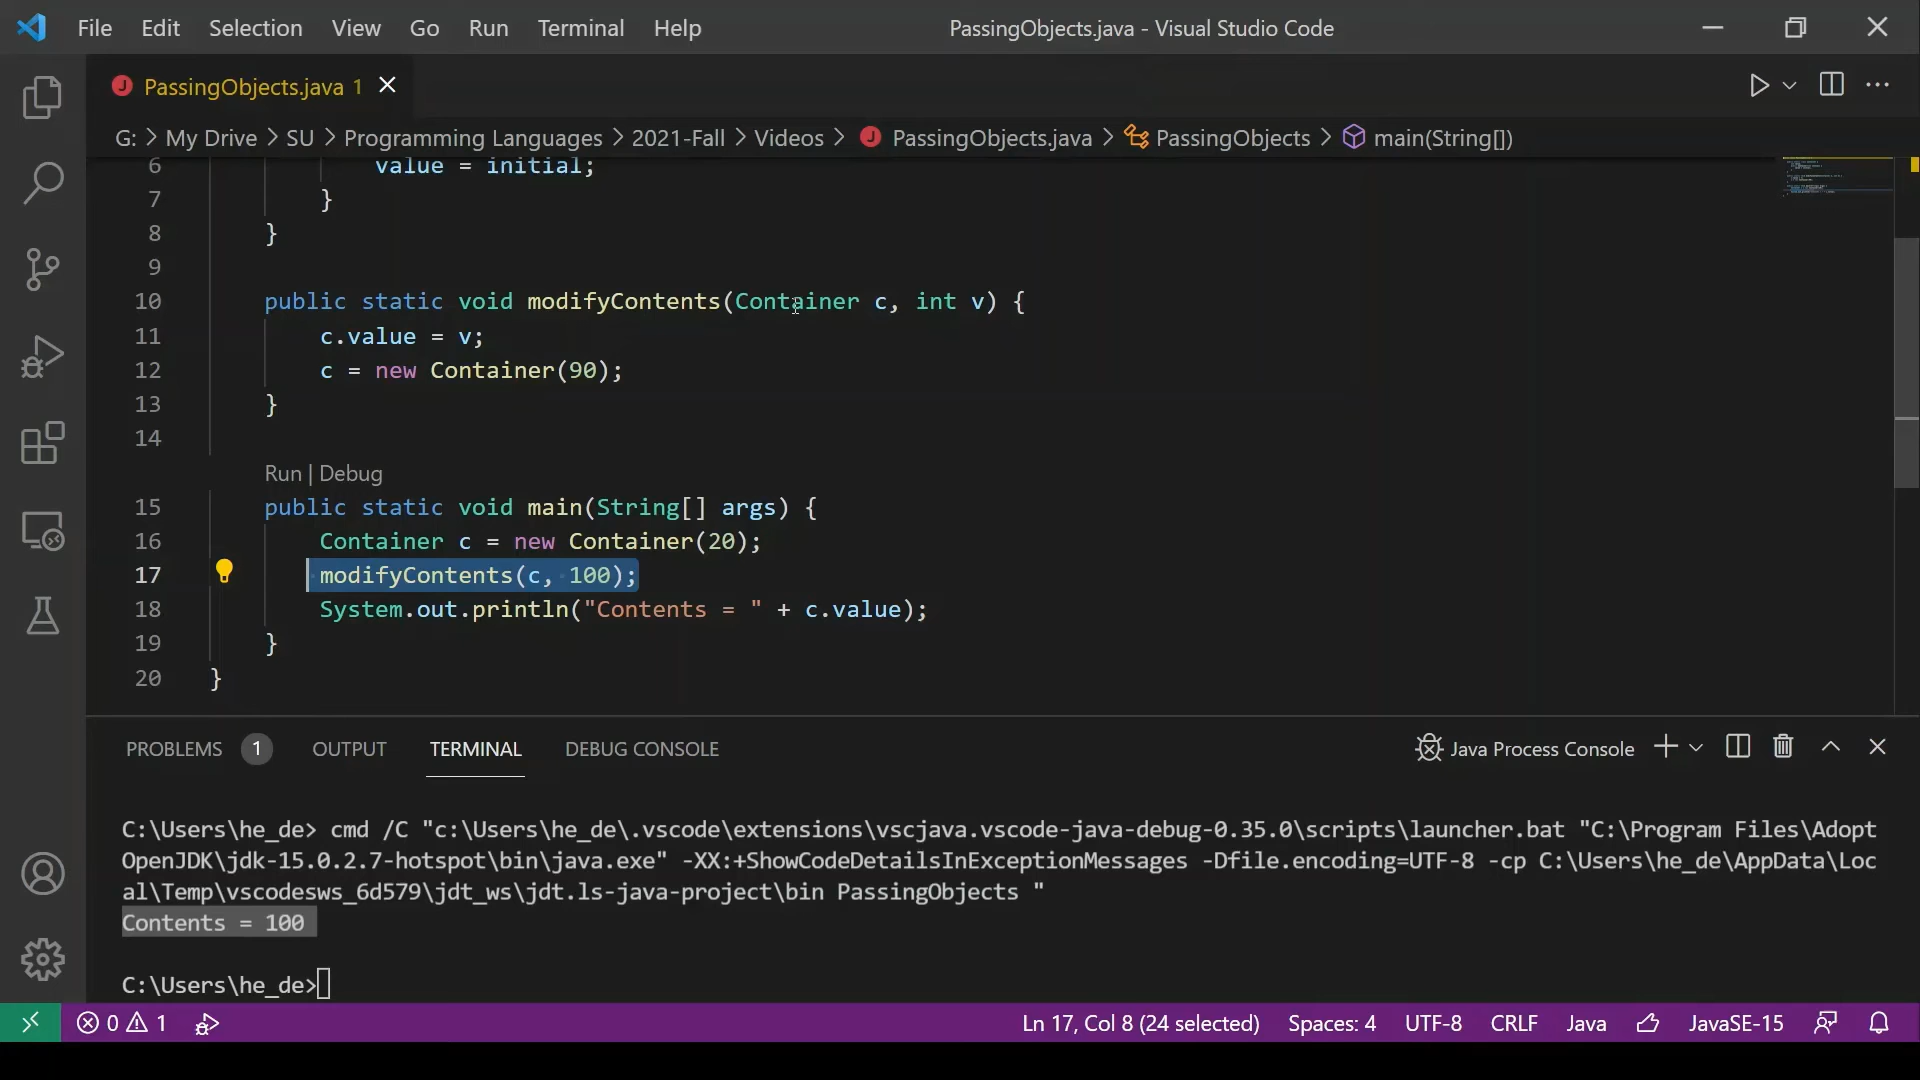 File Edit Selection View Go Run Terminal Help PassingObjects.java - Visual Studio Code
PassingObjects.java 1
G: > My Drive > SU > Programming Languages > 2021-Fall > Videos > PassingObjects.java > PassingObjects > main(String[])
6 value = initial;
7 }
8 }
9
10 public static void modifyContents(Container c, int v) {
11 c.value = v;
12 c = new Container(90);
13 }
14
Run | Debug
15 public static void main(String[] args) {
16 Container c = new Container(20);
17 modifyContents(c, 100);
18 System.out.println("Contents = " + c.value);
19 }
20 }
PROBLEMS 1 OUTPUT TERMINAL DEBUG CONSOLE Java Process Console
C:\Users\he_de> cmd /C "c:\Users\he_de\.vscode\extensions\vscjava.vscode-java-debug-0.35.0\scripts\launcher.bat "C:\Program Files\Adopt
OpenJDK\jdk-15.0.2.7-hotspot\bin\java.exe" -XX:+ShowCodeDetailsInExceptionMessages -Dfile.encoding=UTF-8 -cp C:\Users\he_de\AppData\Loc
al\Temp\vscodesws_6d579\jdt_ws\jdt.ls-java-project\bin PassingObjects "
Contents = 100
C:\Users\he_de>
0 1 Ln 17, Col 8 (24 selected) Spaces: 4 UTF-8 CRLF Java JavaSE-15